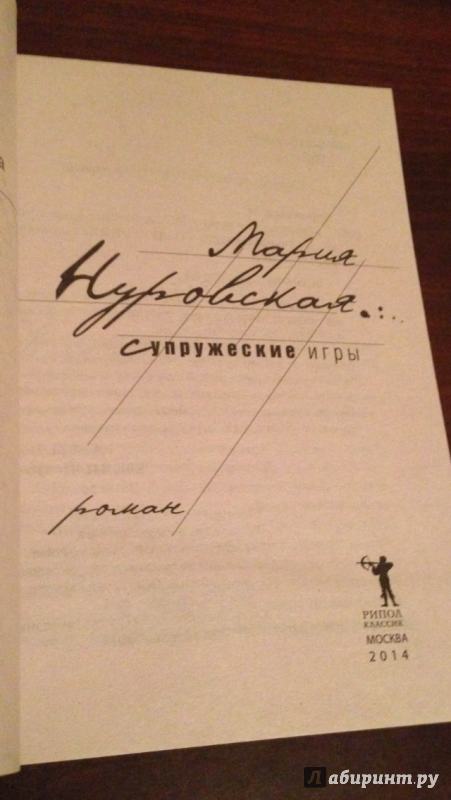 Мария
Нуровская...
супружеские игры
роман
РИПОЛ
КЛАССИК
МОСКВА
2014
Лабиринт.ру